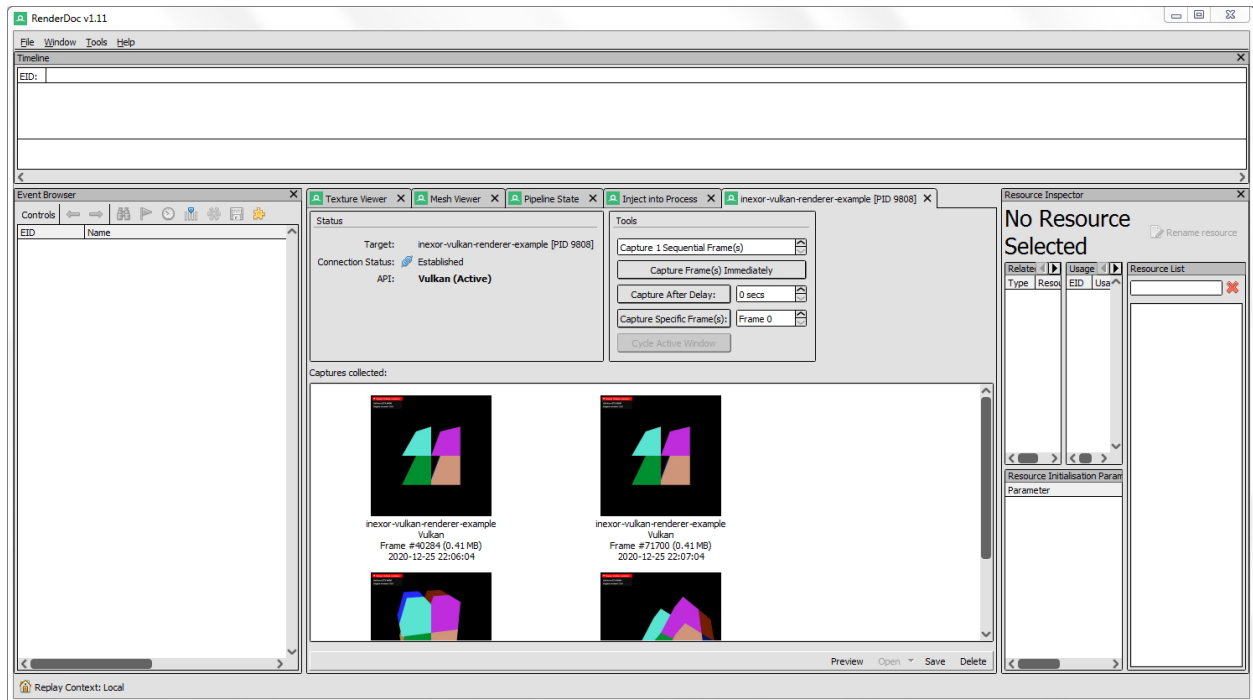 RenderDoc v1.11
File Window Tools Help
Timeline
EID:
Event Browser
Controls
EID Name
Texture Viewer Mesh Viewer Pipeline State Inject into Process inexor-vulkan-renderer-example [PID 9808]
Status
Target: inexor-vulkan-renderer-example [PID 9808]
Connection Status: Established
API: Vulkan (Active)
Tools
Capture 1 Sequential Frame(s)
Capture Frame(s) Immediately
Capture After Delay: 0 secs
Capture Specific Frame(s): Frame 0
Cycle Active Window
Captures collected:
inexor-vulkan-renderer-example
Vulkan
Frame #40284 (0.41 MB)
2020-12-25 22:06:04
inexor-vulkan-renderer-example
Vulkan
Frame #71700 (0.41 MB)
2020-12-25 22:07:04
Preview Open Save Delete
Resource Inspector
No Resource
Selected
Rename resource
Relate Usage
Type Resou EID Usa
Resource List
Resource Initialisation Param
Parameter
Replay Context: Local